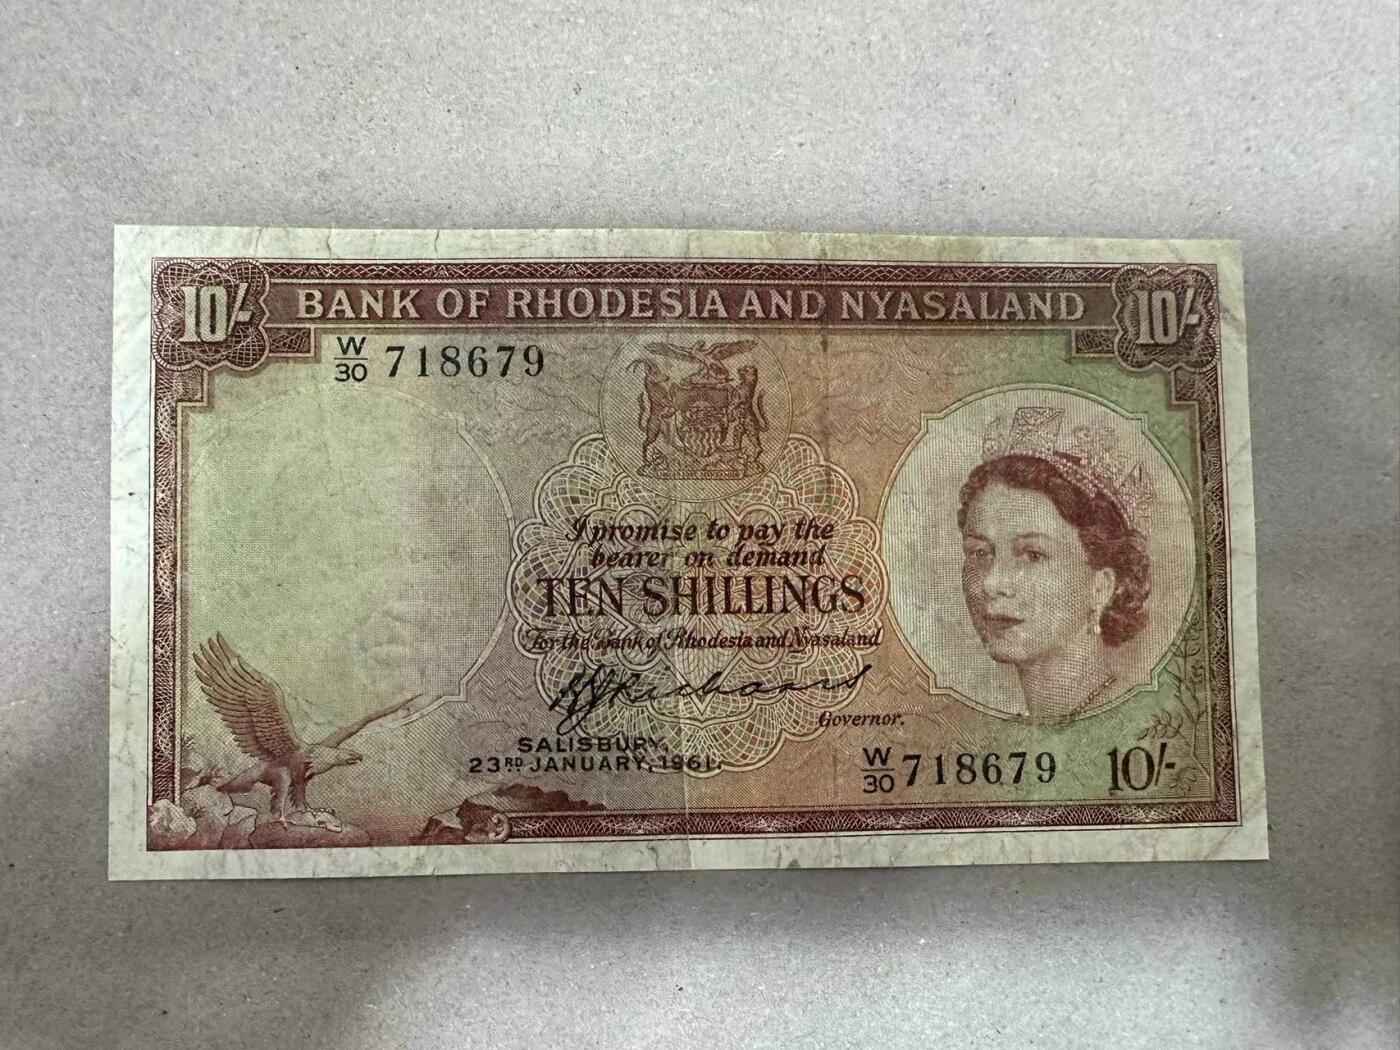 10/- BANK OF RHODESIA AND NYASALAND 10/-
W/30 718679
I promise to pay the
bearer on demand
TEN SHILLINGS
for the Bank of Rhodesia and Nyasaland
Governor.
SALISBURY,
23RD JANUARY, 1961.
W/30 718679 10/-